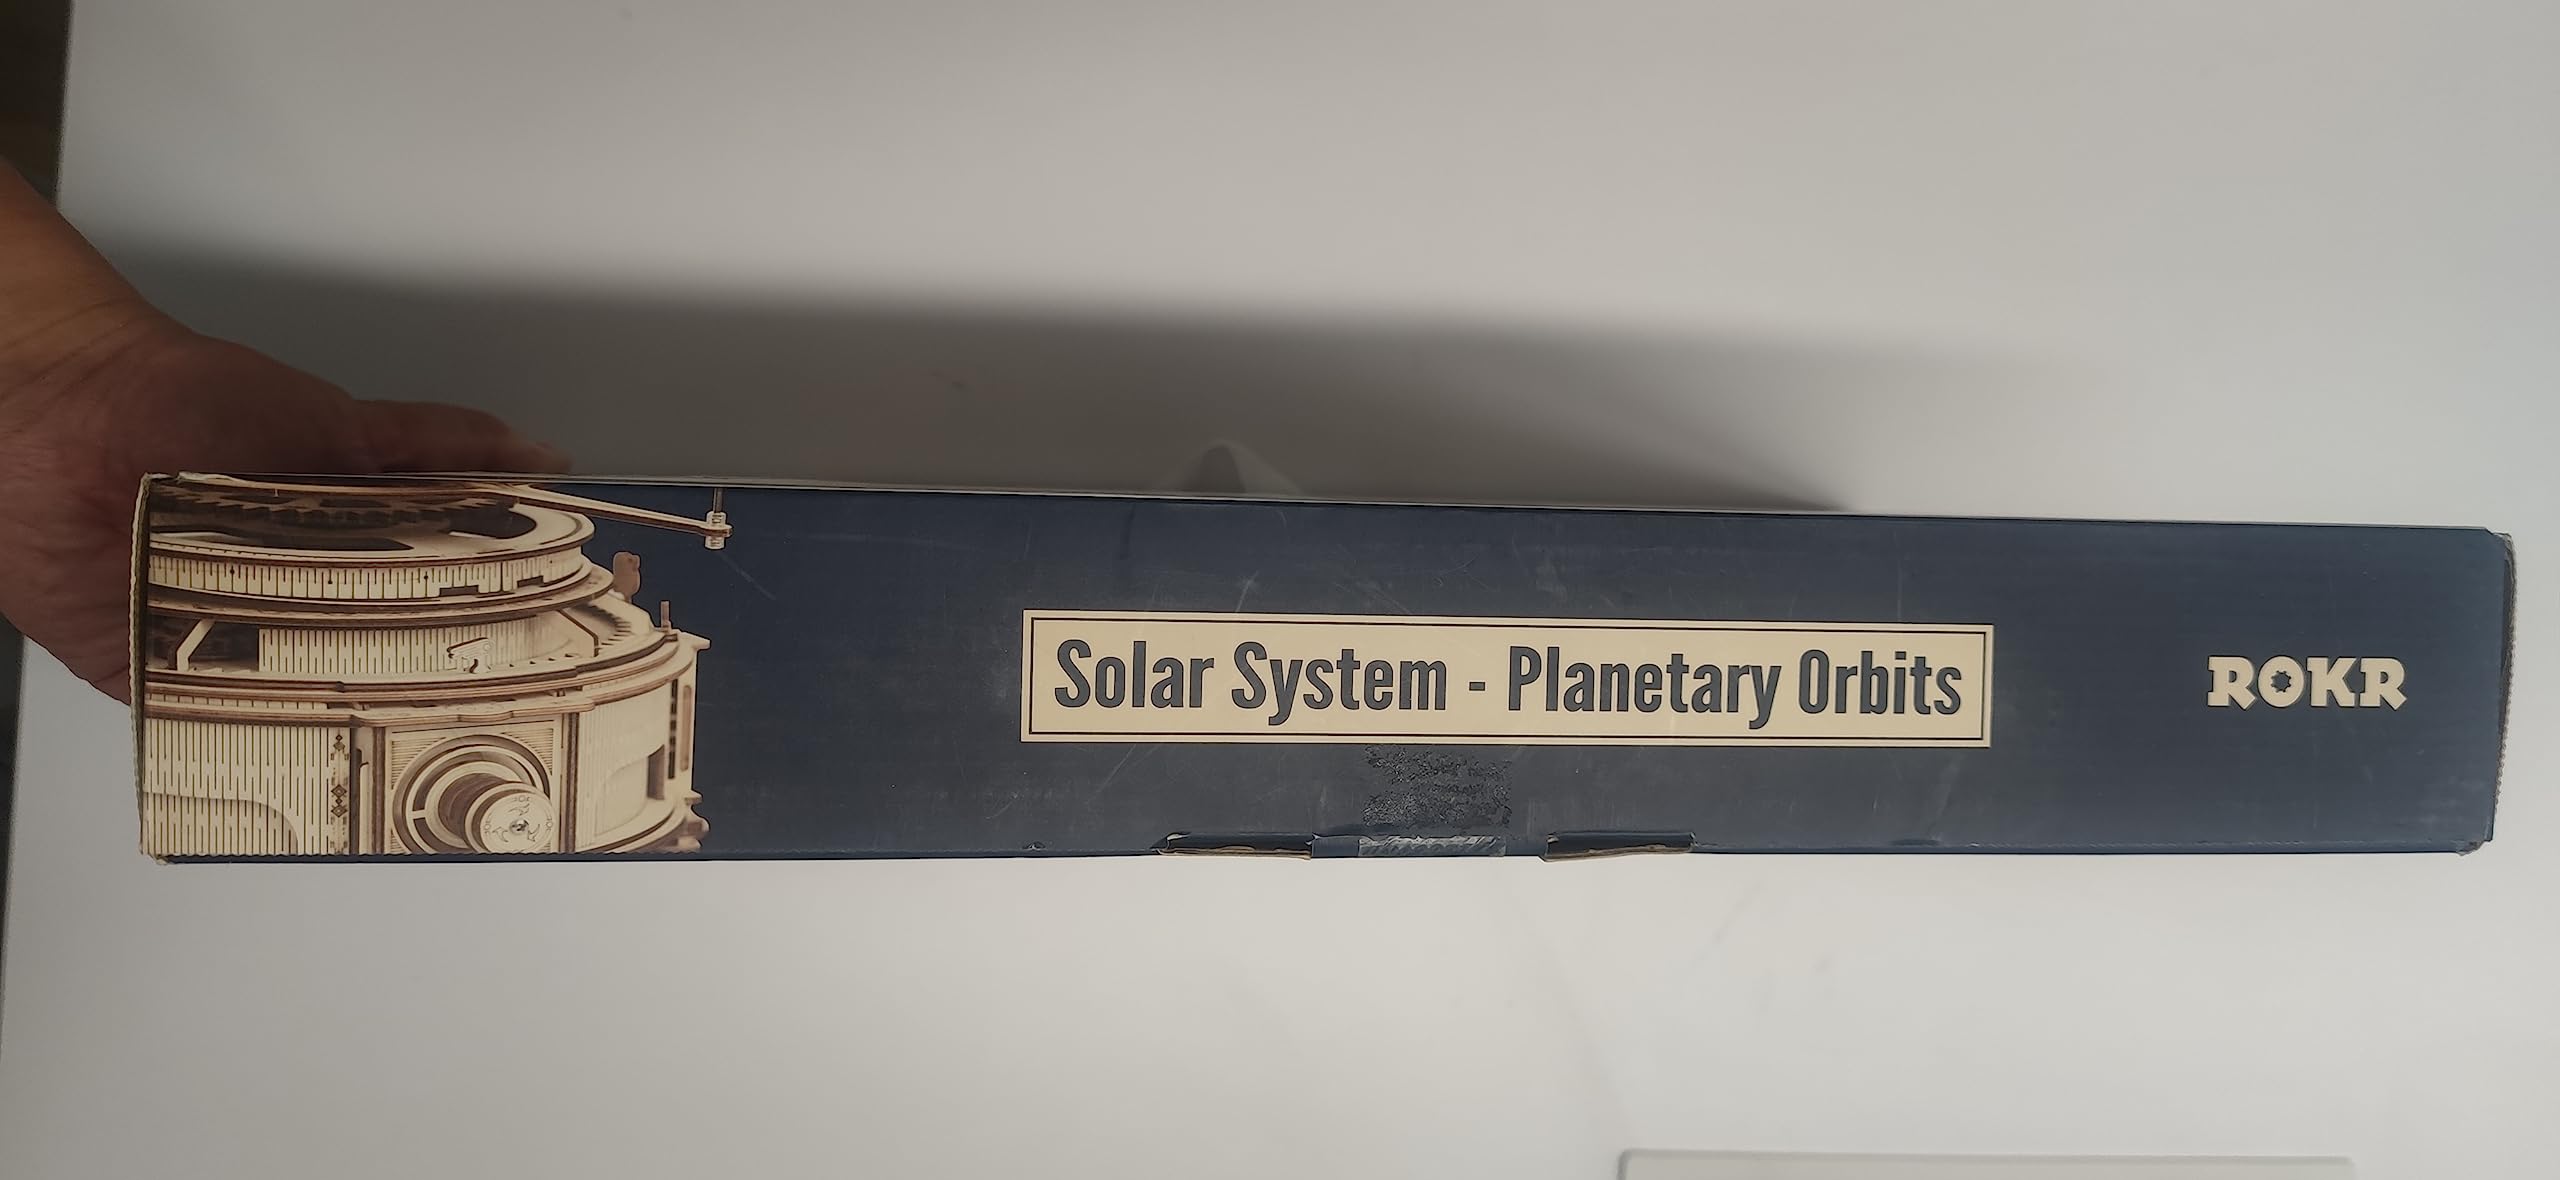 Solar System - Planetary Orbits
ROKR